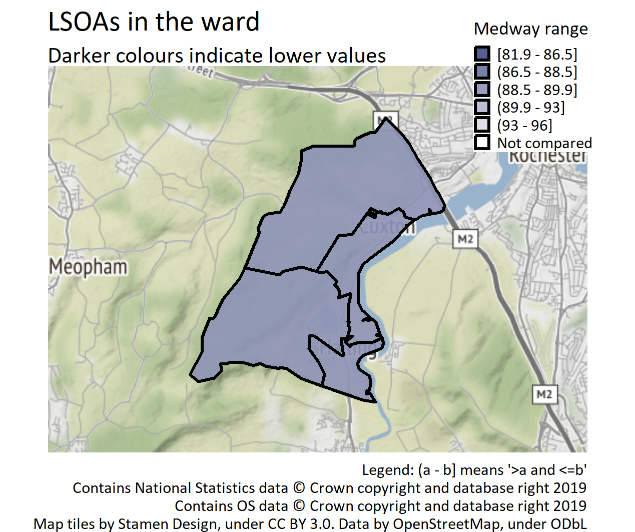 LSOAs in the ward
Darker colours indicate lower values
Medway range
[81.9 - 86.5]
(86.5 - 88.5]
(88.5 - 89.9]
(89.9 - 93]
(93 - 96]
Not compared
Rochester
Cuxton
M2
Meopham
M2
Legend: (a - b] means '>a and <=b'
Contains National Statistics data © Crown copyright and database right 2019
Contains OS data © Crown copyright and database right 2019
Map tiles by Stamen Design, under CC BY 3.0. Data by OpenStreetMap, under ODbL